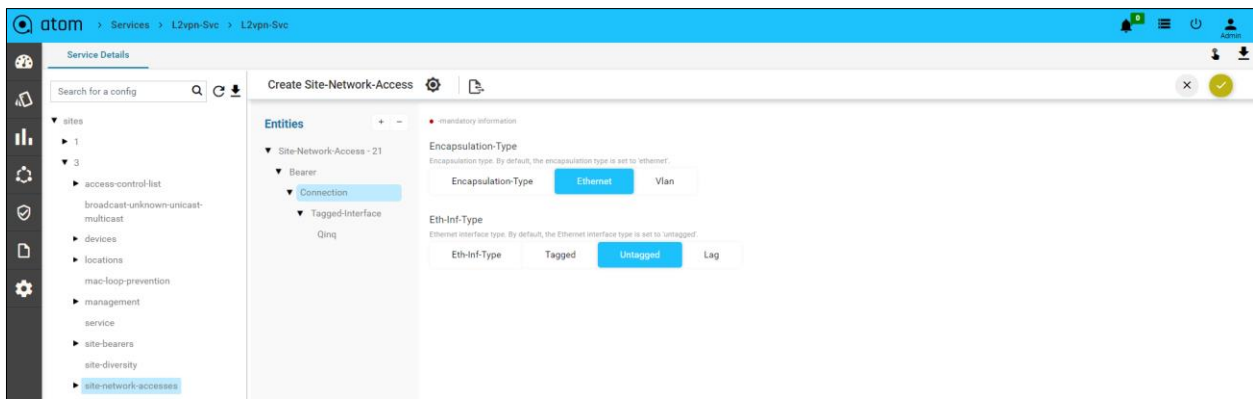 atom > Services > L2vpn-Svc > L2vpn-Svc
0
Admin
Service Details
Search for a config
Create Site-Network-Access
sites
1
3
access-control-list
broadcast-unknown-unicast-
multicast
devices
locations
mac-loop-prevention
management
service
site-bearers
site-diversity
site-network-accesses
Entities + -
Site-Network-Access - 21
Bearer
Connection
Tagged-Interface
Qinq
-mandatory information
Encapsulation-Type
Encapsulation type. By default, the encapsulation type is set to 'ethernet'.
Encapsulation-Type Ethernet Vlan
Eth-Inf-Type
Ethernet interface type. By default, the Ethernet interface type is set to 'untagged'.
Eth-Inf-Type Tagged Untagged Lag